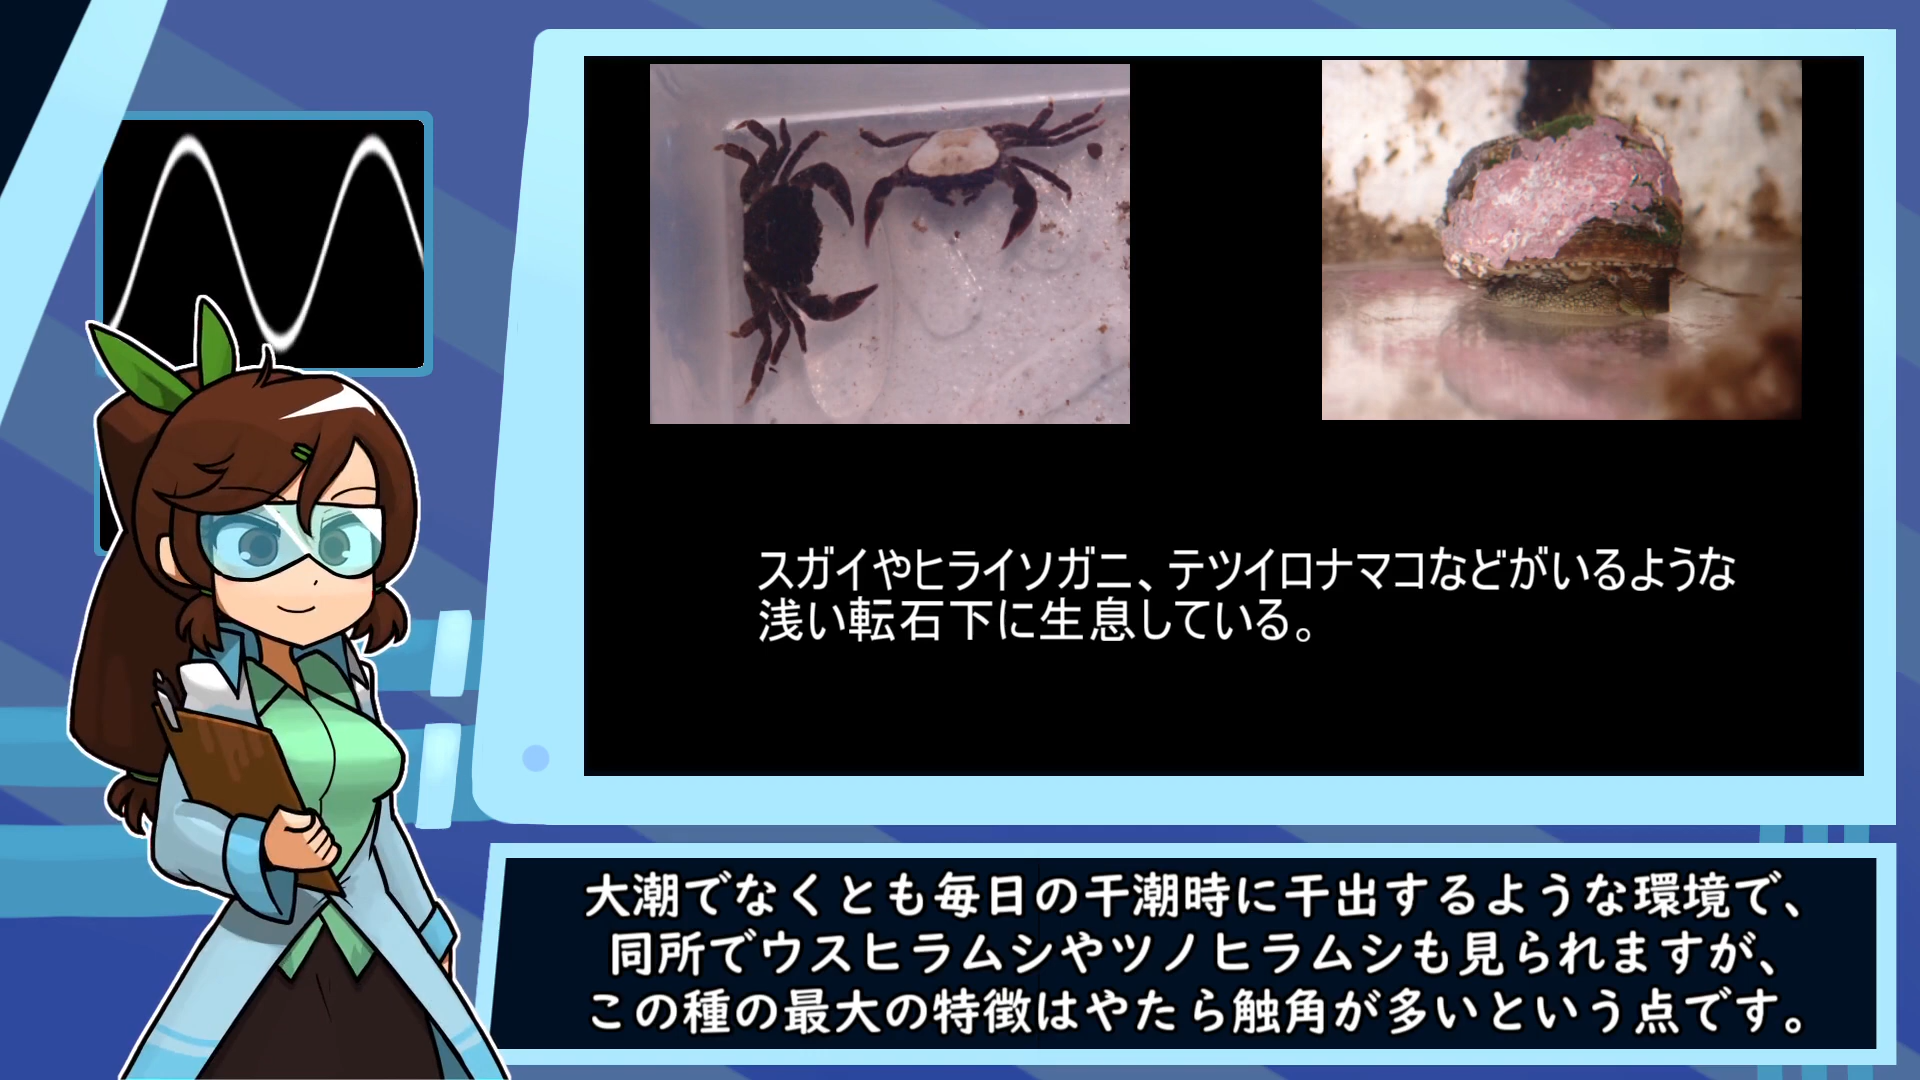 スガイやヒライソガニ、テツイロナマコなどがいるような
浅い転石下に生息している。
大潮でなくとも毎日の干潮時に干出するような環境で、
同所でウスヒラムシやツノヒラムシも見られますが、
この種の最大の特徴はやたら触角が多いという点です。